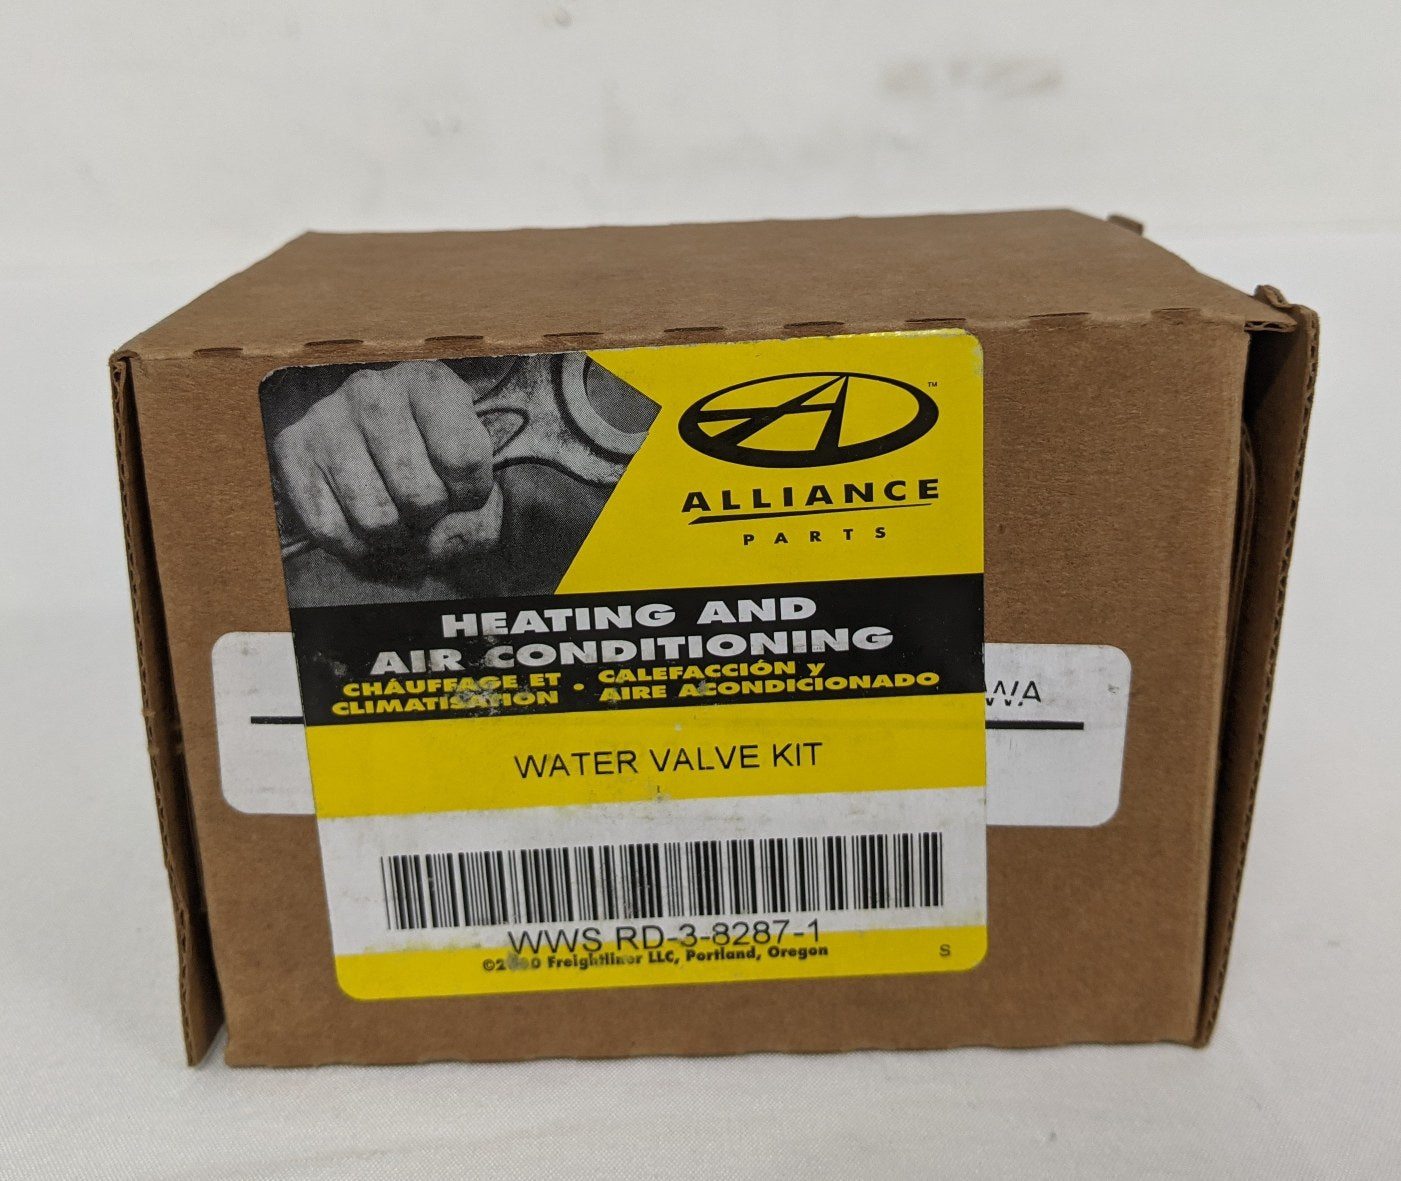 ™
ALLIANCE
PARTS
HEATING AND
AIR CONDITIONING
CHAUFFAGE ET
CLIMATISATION
•
CALEFACCIÓN y
AIRE ACONDICIONADO
WATER VALVE KIT
WWS RD-3-8287-1
Freightliner LLC, Portland, Oregon
S